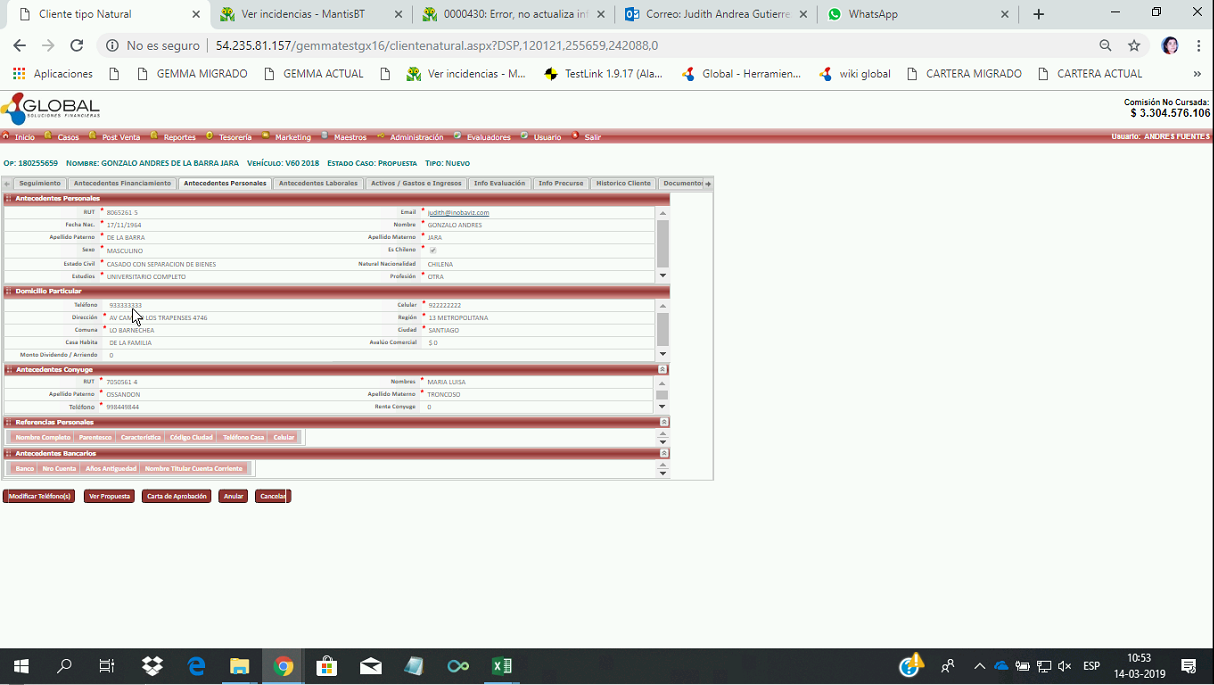 Cliente tipo Natural
Ver incidencias - MantisBT
0000430: Error, no actualiza inf
Correo: Judith Andrea Gutierre
WhatsApp
No es seguro | 54.235.81.157/gemmatestgx16/clientenatural.aspx?DSP,120121,255659,242088,0
Aplicaciones
GEMMA MIGRADO
GEMMA ACTUAL
Ver incidencias - M...
TestLink 1.9.17 (Ala...
Global - Herramien...
wiki global
CARTERA MIGRADO
CARTERA ACTUAL
»
GLOBAL
SOLUCIONES FINANCIERAS
Comisión No Cursada:
$ 3.304.576.106
Inicio Casos Post Venta Reportes Tesorería Marketing Maestros Administración Evaluadores Usuario Salir
Usuario: ANDRES FUENTES
OP: 180255659 NOMBRE: GONZALO ANDRES DE LA BARRA JARA VEHÍCULO: V60 2018 ESTADO CASO: PROPUESTA TIPO: NUEVO
Seguimiento Antecedentes Financiamiento Antecedentes Personales Antecedentes Laborales Activos / Gastos e Ingresos Info Evaluación Info Precurse Historico Cliente Documentos
Antecedentes Personales
RUT * 8065261 5 Email * judith@inobaviz.com
Fecha Nac. * 17/11/1964 Nombre * GONZALO ANDRES
Apellido Paterno * DE LA BARRA Apellido Materno * JARA
Sexo * MASCULINO Es Chileno *
Estado Civil * CASADO CON SEPARACION DE BIENES Natural Nacionalidad CHILENA
Estudios * UNIVERSITARIO COMPLETO Profesión * OTRA
Domicilio Particular
Teléfono 933333333 Celular * 922222222
Dirección * AV LOS TRAPENSES 4746 Región * 13 METROPOLITANA
Comuna * LO BARNECHEA Ciudad * SANTIAGO
Casa Habita DE LA FAMILIA Avalúo Comercial $ 0
Monto Dividendo / Arriendo 0
Antecedentes Conyuge
RUT * 7050561 4 Nombres * MARIA LUISA
Apellido Paterno * OSSANDON Apellido Materno * TRONCOSO
Teléfono * 998449844 Renta Conyuge 0
Referencias Personales
Nombre Completo Parentesco Característica Código Ciudad Teléfono Casa Celular
Antecedentes Bancarios
Banco Nro Cuenta Años Antiguedad Nombre Titular Cuenta Corriente
Modificar Teléfono(s) Ver Propuesta Carta de Aprobación Anular Cancelar
ESP
10:53
14-03-2019